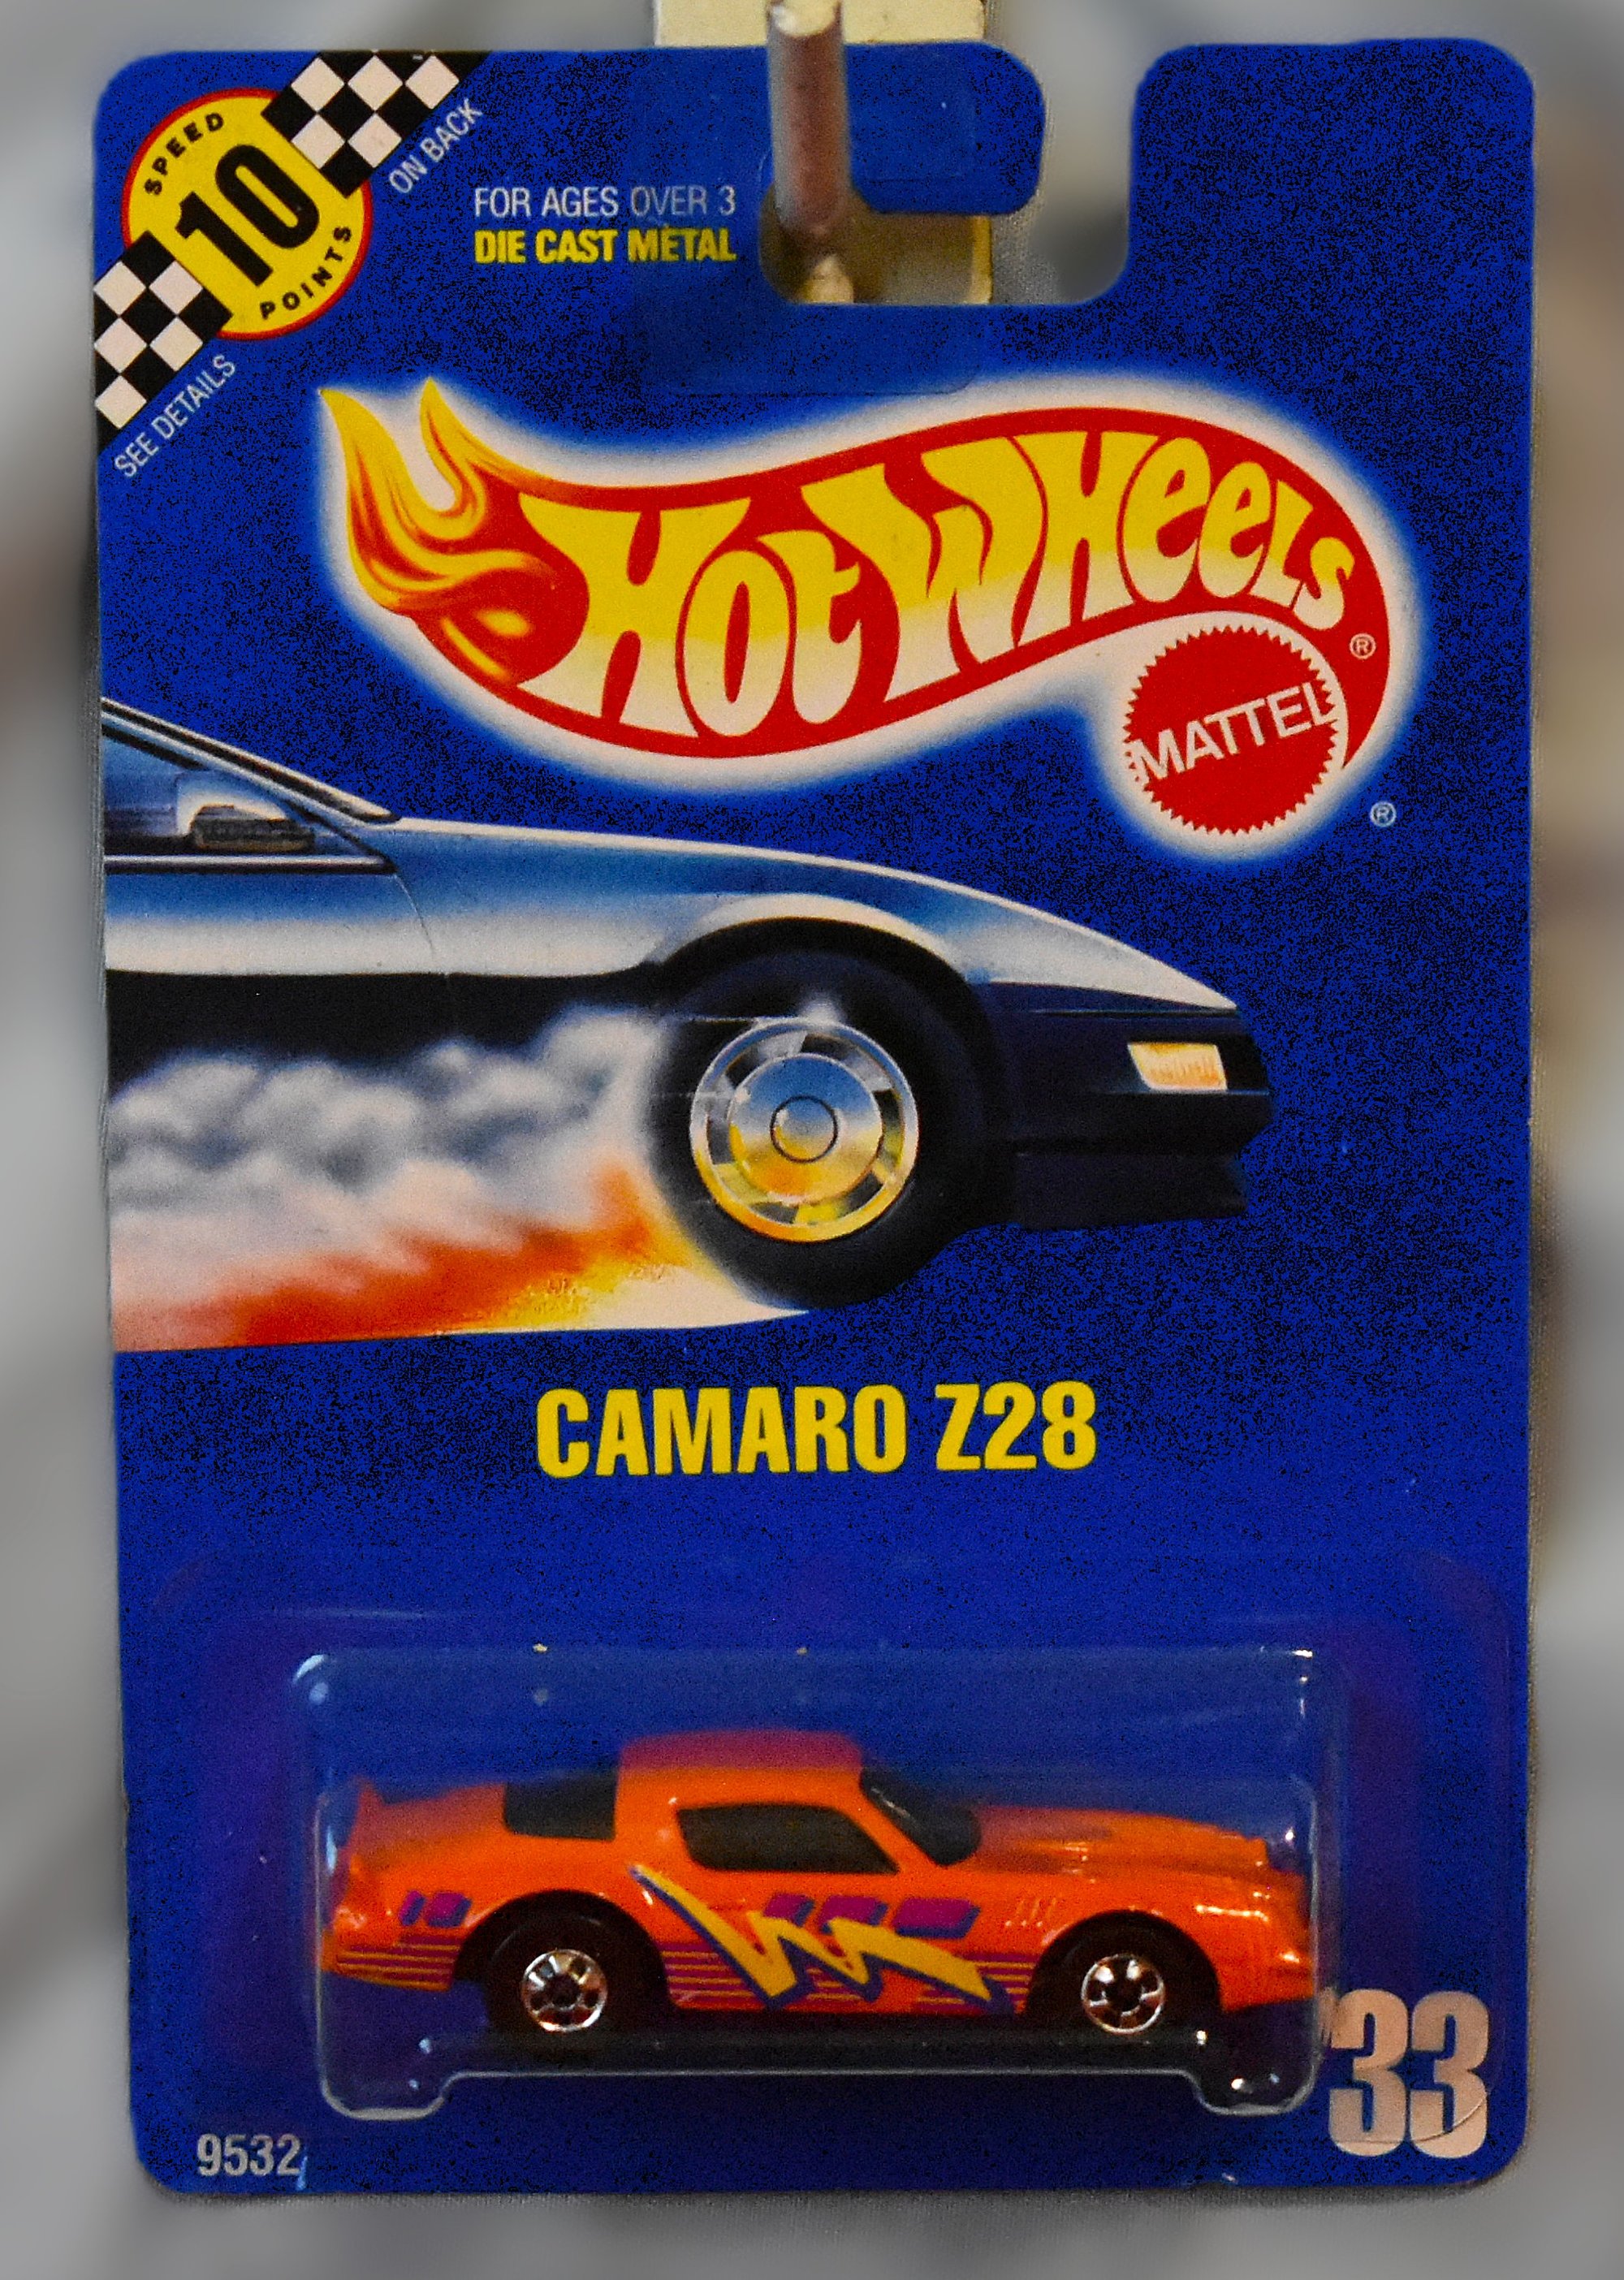 SPEED
10
POINTS
ON BACK
SEE DETAILS
FOR AGES OVER 3
DIE CAST METAL
HOT WHEELS ®
MATTEL
®
CAMARO Z28
33
9532